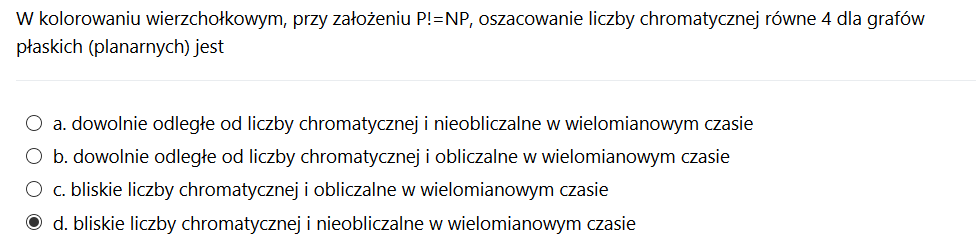 W kolorowaniu wierzchołkowym, przy założeniu P!=NP, oszacowanie liczby chromatycznej równe 4 dla grafów
płaskich (planarnych) jest
a. dowolnie odległe od liczby chromatycznej i nieobliczalne w wielomianowym czasie
b. dowolnie odległe od liczby chromatycznej i obliczalne w wielomianowym czasie
c. bliskie liczby chromatycznej i obliczalne w wielomianowym czasie
d. bliskie liczby chromatycznej i nieobliczalne w wielomianowym czasie